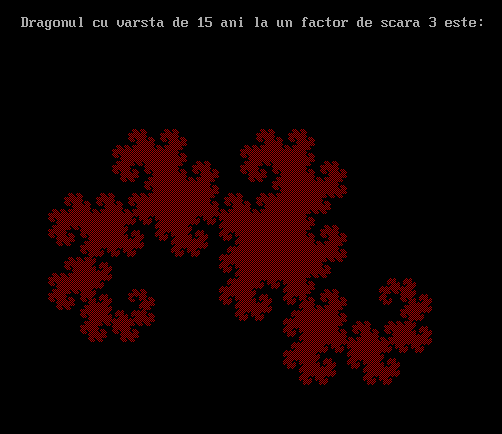 Dragonul cu varsta de 15 ani la un factor de scara 3 este: